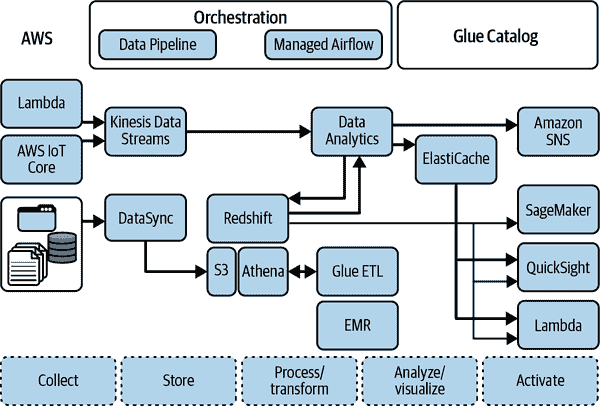 AWS
Orchestration
Data Pipeline
Managed Airflow
Glue Catalog
Lambda
AWS IoT
Core
Kinesis Data
Streams
Data
Analytics
Amazon
SNS
ElastiCache
DataSync
Redshift
SageMaker
S3
Athena
Glue ETL
QuickSight
EMR
Lambda
Collect
Store
Process/
transform
Analyze/
visualize
Activate